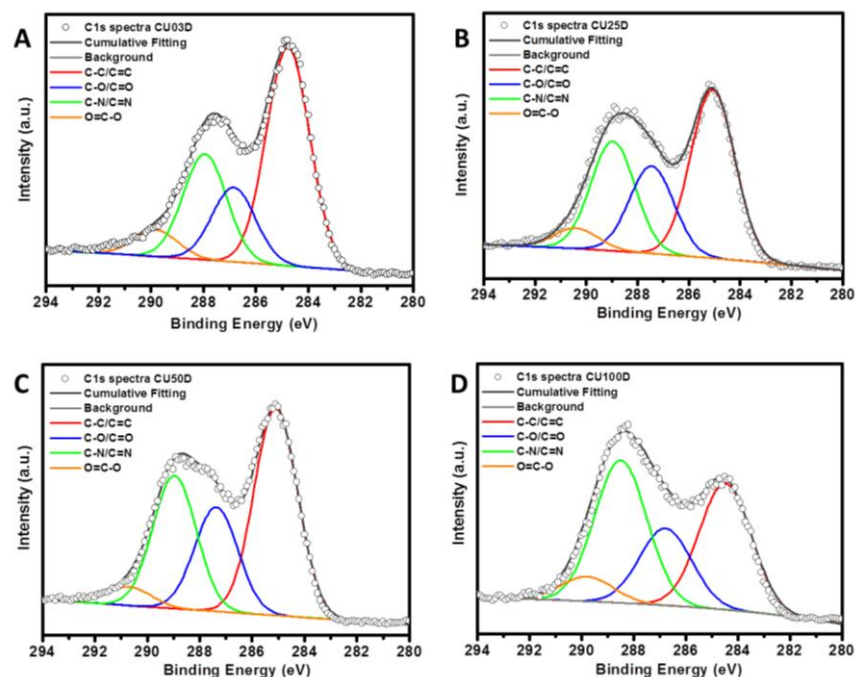 A
C1s spectra CU03D
Cumulative Fitting
Background
C-C/C=C
C-O/C=O
C-N/C=N
O=C-O
Intensity (a.u.)
294 292 290 288 286 284 282 280
Binding Energy (eV)
B
C1s spectra CU25D
Cumulative Fitting
Background
C-C/C=C
C-O/C=O
C-N/C=N
O=C-O
Intensity (a.u.)
294 292 290 288 286 284 282 280
Binding Energy (eV)
C
C1s spectra CU50D
Cumulative Fitting
Background
C-C/C=C
C-O/C=O
C-N/C=N
O=C-O
Intensity (a.u.)
294 292 290 288 286 284 282 280
Binding Energy (eV)
D
C1s spectra CU100D
Cumulative Fitting
Background
C-C/C=C
C-O/C=O
C-N/C=N
O=C-O
Intensity (a.u.)
294 292 290 288 286 284 282 280
Binding Energy (eV)